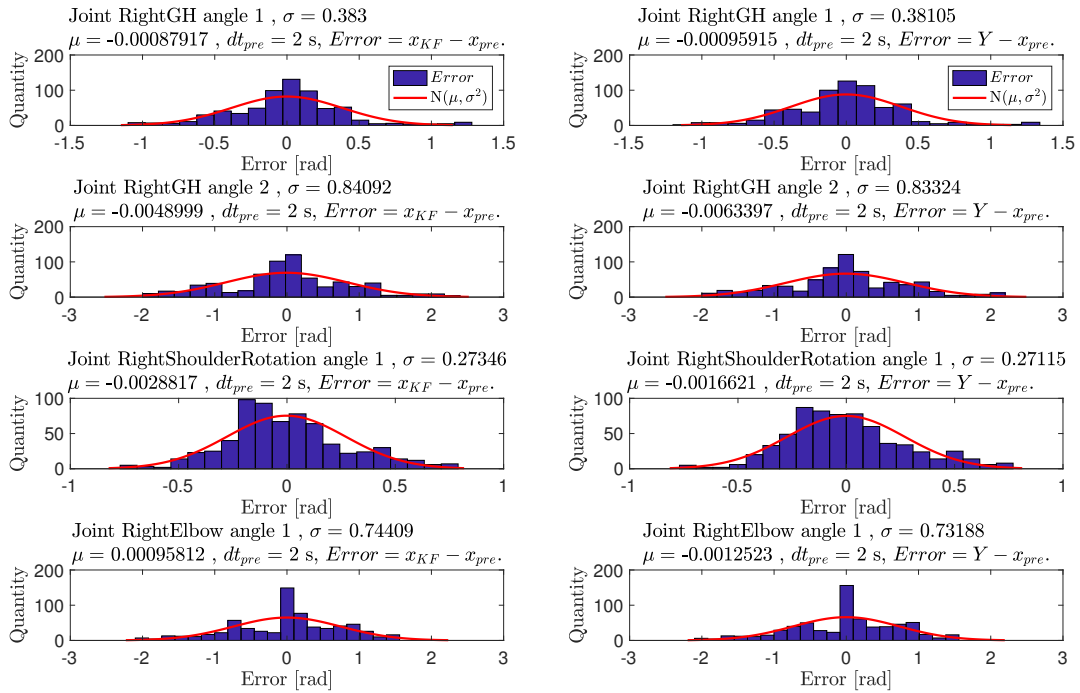 Joint RightGH angle 1 , σ = 0.383
μ = -0.00087917 , dt_pre = 2 s, Error = x_KF − x_pre.
Quantity
200
100
0
Error
N(μ, σ²)
-1.5 -1 -0.5 0 0.5 1 1.5
Error [rad]
Joint RightGH angle 1 , σ = 0.38105
μ = -0.00095915 , dt_pre = 2 s, Error = Y − x_pre.
Quantity
200
100
0
Error
N(μ, σ²)
-1.5 -1 -0.5 0 0.5 1 1.5
Error [rad]
Joint RightGH angle 2 , σ = 0.84092
μ = -0.0048999 , dt_pre = 2 s, Error = x_KF − x_pre.
Quantity
200
100
0
-3 -2 -1 0 1 2 3
Error [rad]
Joint RightGH angle 2 , σ = 0.83324
μ = -0.0063397 , dt_pre = 2 s, Error = Y − x_pre.
Quantity
200
100
0
-3 -2 -1 0 1 2 3
Error [rad]
Joint RightShoulderRotation angle 1 , σ = 0.27346
μ = -0.0028817 , dt_pre = 2 s, Error = x_KF − x_pre.
Quantity
100
50
0
-1 -0.5 0 0.5 1
Error [rad]
Joint RightShoulderRotation angle 1 , σ = 0.27115
μ = -0.0016621 , dt_pre = 2 s, Error = Y − x_pre.
Quantity
100
50
0
-1 -0.5 0 0.5 1
Error [rad]
Joint RightElbow angle 1 , σ = 0.74409
μ = 0.00095812 , dt_pre = 2 s, Error = x_KF − x_pre.
Quantity
200
100
0
-3 -2 -1 0 1 2 3
Error [rad]
Joint RightElbow angle 1 , σ = 0.73188
μ = -0.0012523 , dt_pre = 2 s, Error = Y − x_pre.
Quantity
200
100
0
-3 -2 -1 0 1 2 3
Error [rad]